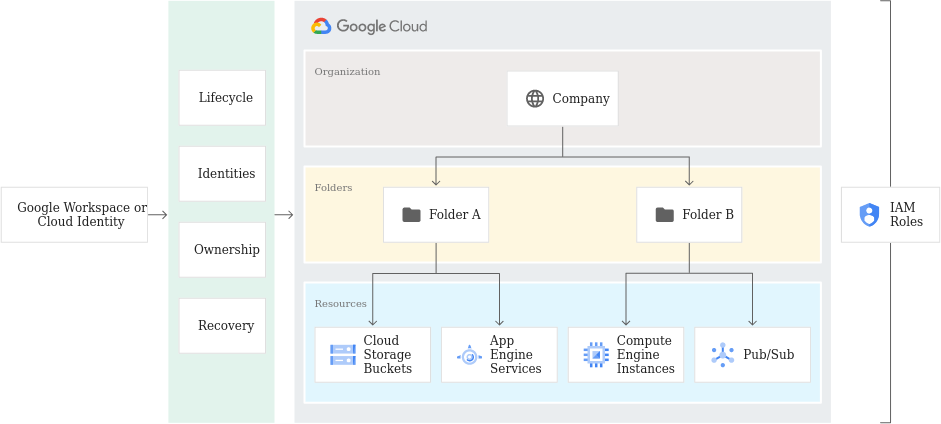 Google Cloud
Organization
Company
Lifecycle
Identities
Ownership
Recovery
Google Workspace or
Cloud Identity
Folders
Folder A
Folder B
IAM
Roles
Resources
Cloud
Storage
Buckets
App
Engine
Services
Compute
Engine
Instances
Pub/Sub